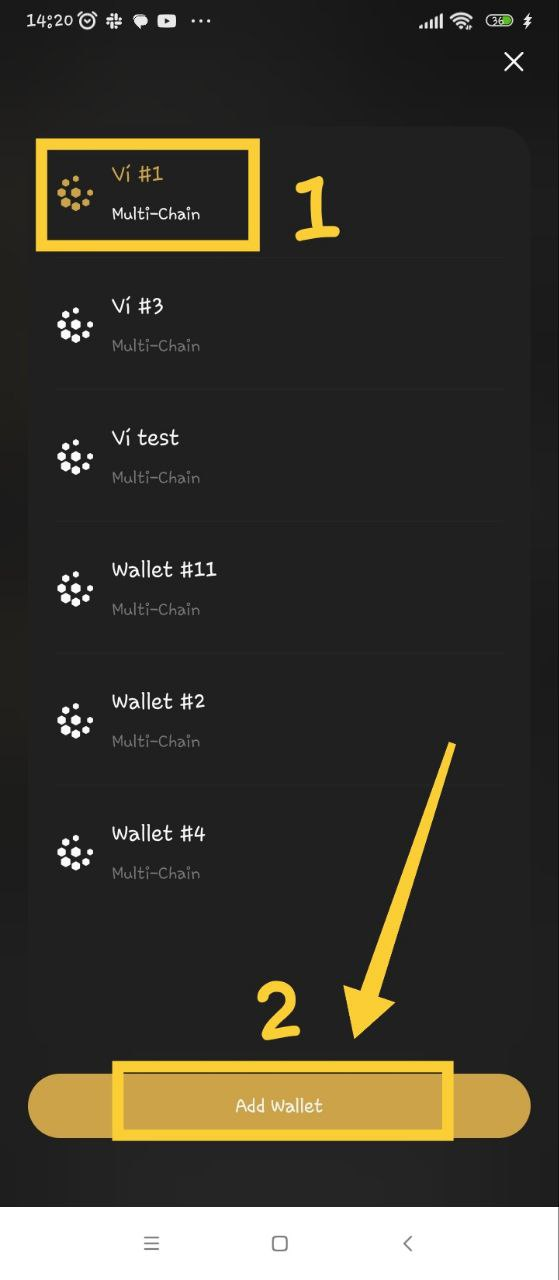 14:20
36
Ví #1
Multi-Chain
1
Ví #3
Multi-Chain
Ví test
Multi-Chain
Wallet #11
Multi-Chain
Wallet #2
Multi-Chain
Wallet #4
Multi-Chain
2
Add Wallet